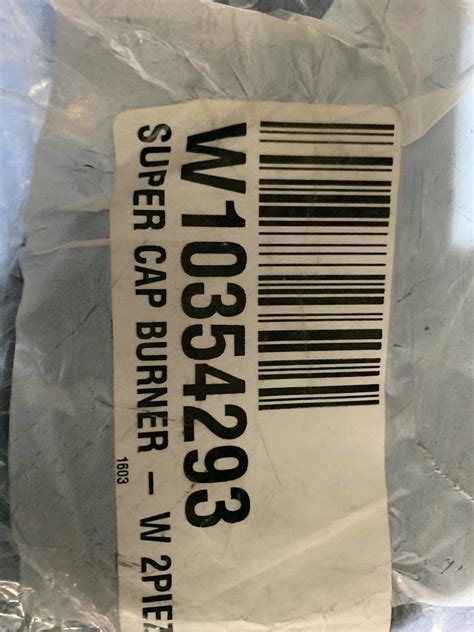 W10354293
SUPER CAP BURNER – W 2PIEZ
1603